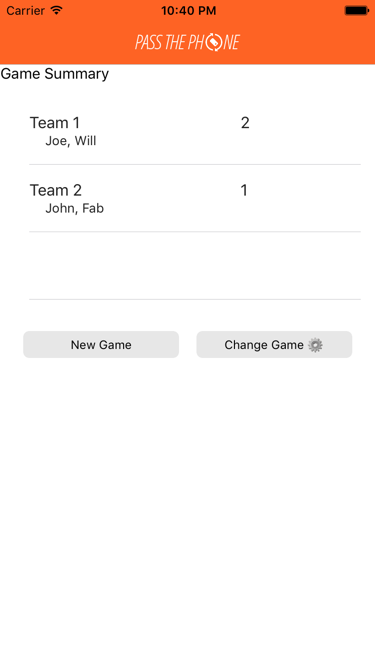 Carrier 10:40 PM
PASS THE PHONE
Game Summary
Team 1 2
Joe, Will
Team 2 1
John, Fab
New Game Change Game